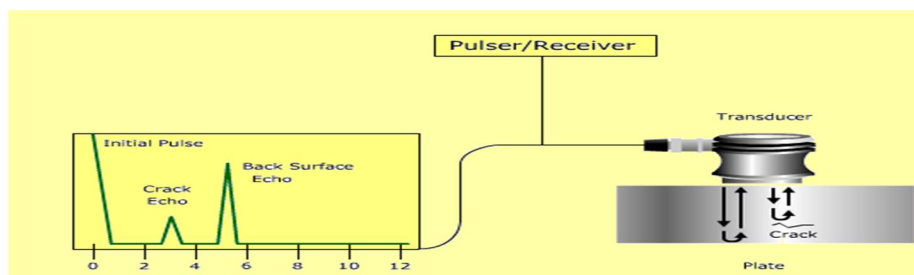 Pulser/Receiver
Transducer
Initial Pulse
Back Surface
Echo
Crack
Echo
0 2 4 6 8 10 12
Crack
Plate